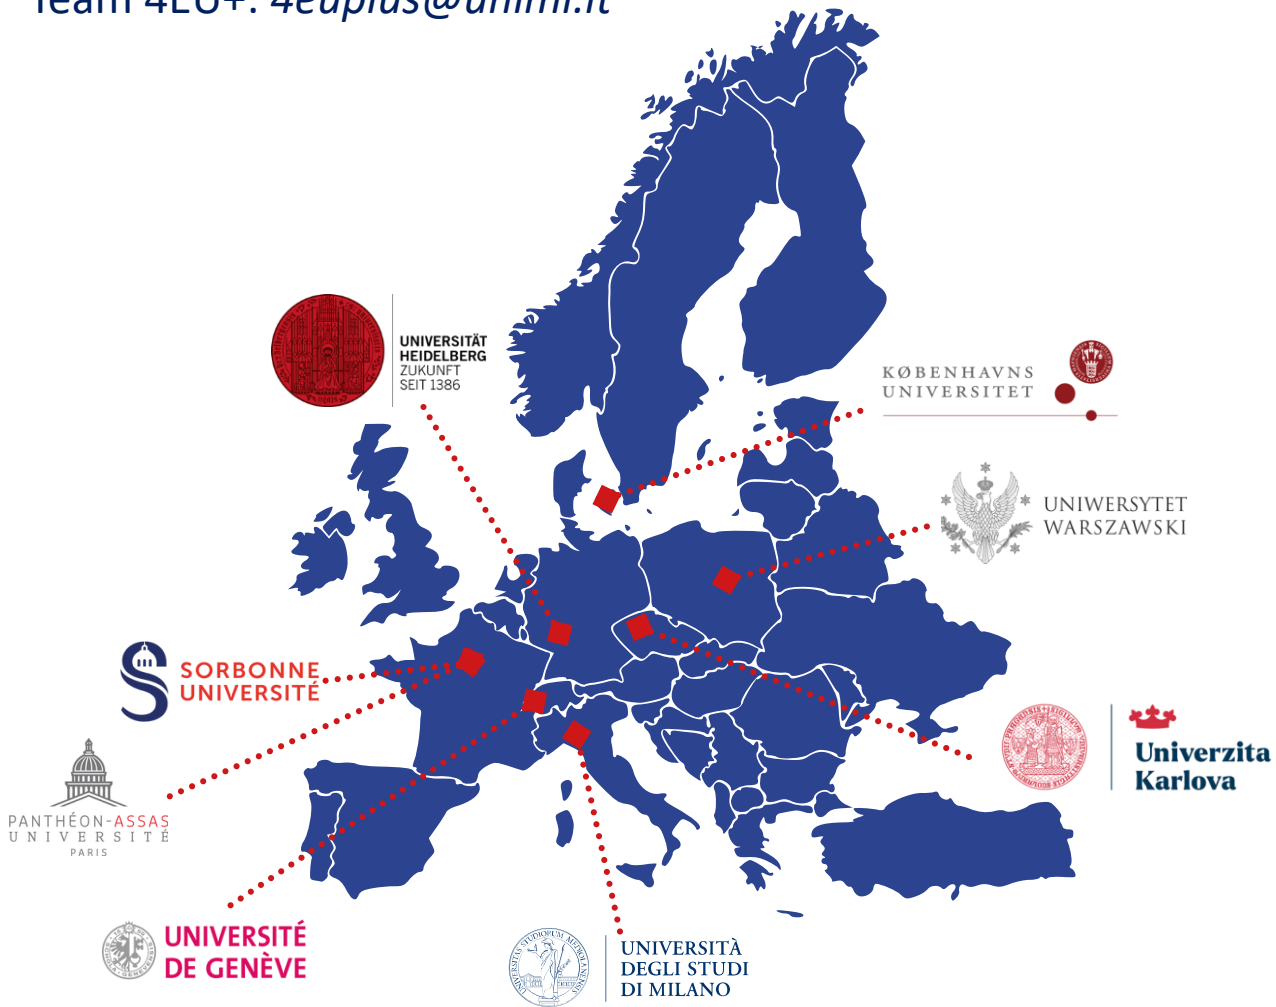 Team 4EU+: 4euplus@unimi.it
UNIVERSITÄT
HEIDELBERG
ZUKUNFT
SEIT 1386
KØBENHAVNS
UNIVERSITET
UNIWERSYTET
WARSZAWSKI
SORBONNE
UNIVERSITÉ
Univerzita
Karlova
PANTHÉON-ASSAS
UNIVERSITÉ
PARIS
UNIVERSITÉ
DE GENÈVE
UNIVERSITÀ
DEGLI STUDI
DI MILANO